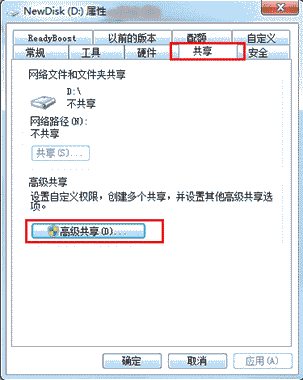 NewDisk (D:) 属性
ReadyBoost 以前的版本 配额 自定义
常规 工具 硬件 共享 安全
网络文件和文件夹共享
D:\
不共享
网络路径(N):
不共享
共享(S)...
高级共享
设置自定义权限，创建多个共享，并设置其他高级共享选
项。
高级共享(D)...
确定 取消 应用(A)